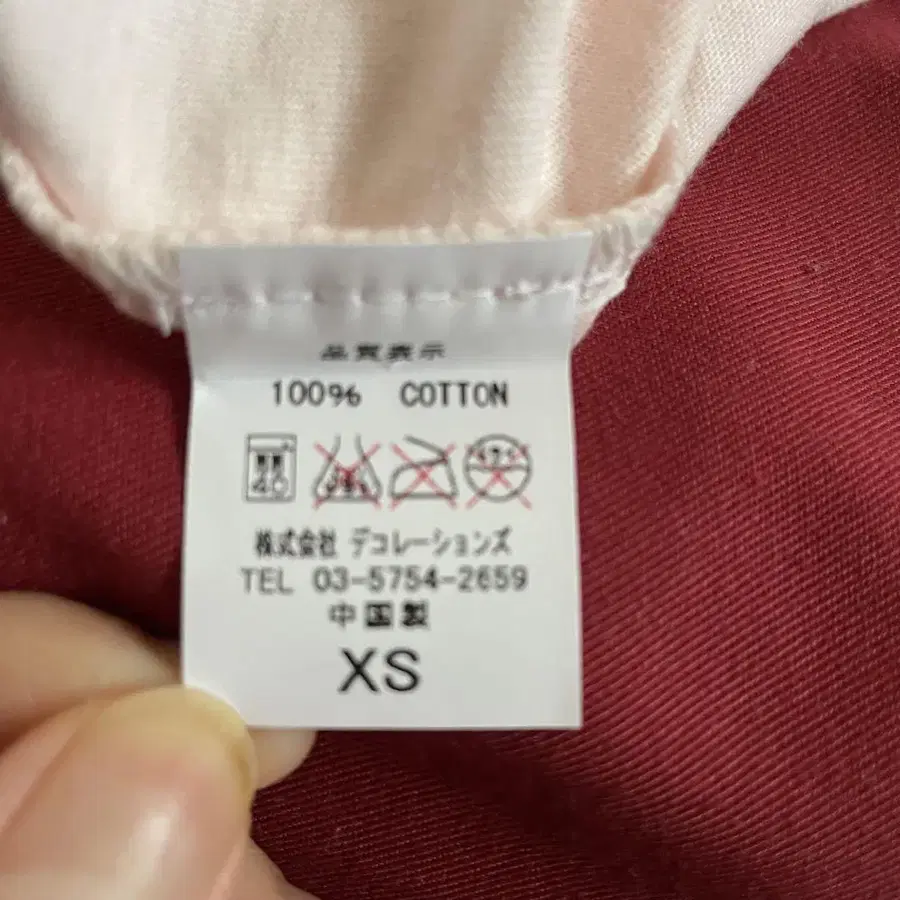 品質表示
100% COTTON
40
株式会社 デコレーションズ
TEL 03-5754-2659
中国製
XS